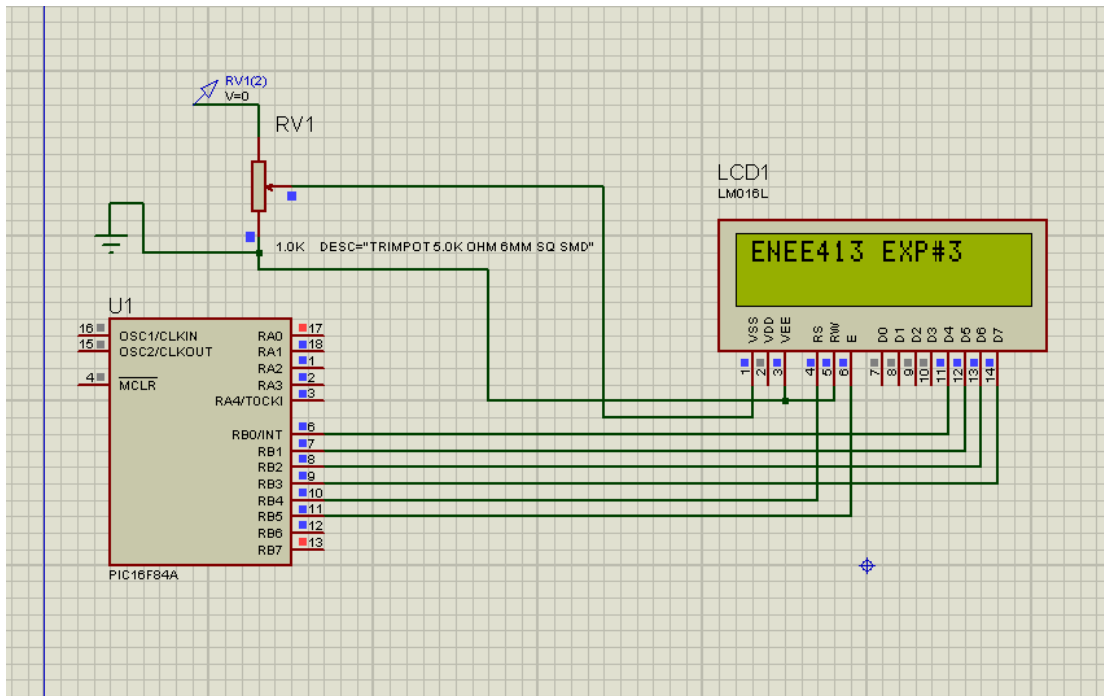 RV1(2)
V=0
RV1
1.0K DESC="TRIMPOT 5.0K OHM 6MM SQ SMD"
LCD1
LM016L
ENEE413 EXP#3
VSS
VDD
VEE
RS
RW
E
D0
D1
D2
D3
D4
D5
D6
D7
1
2
3
4
5
6
7
8
9
10
11
12
13
14
U1
16 OSC1/CLKIN
15 OSC2/CLKOUT
4 MCLR
RA0 17
RA1 18
RA2 1
RA3 2
RA4/T0CKI 3
RB0/INT 6
RB1 7
RB2 8
RB3 9
RB4 10
RB5 11
RB6 12
RB7 13
PIC16F84A